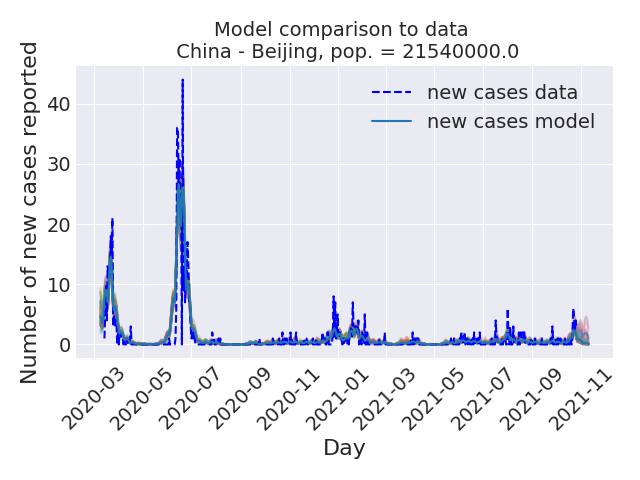 Model comparison to data
China - Beijing, pop. = 21540000.0
Number of new cases reported
40
30
20
10
0
new cases data
new cases model
2020-03
2020-05
2020-07
2020-09
2020-11
2021-01
2021-03
2021-05
2021-07
2021-09
2021-11
Day